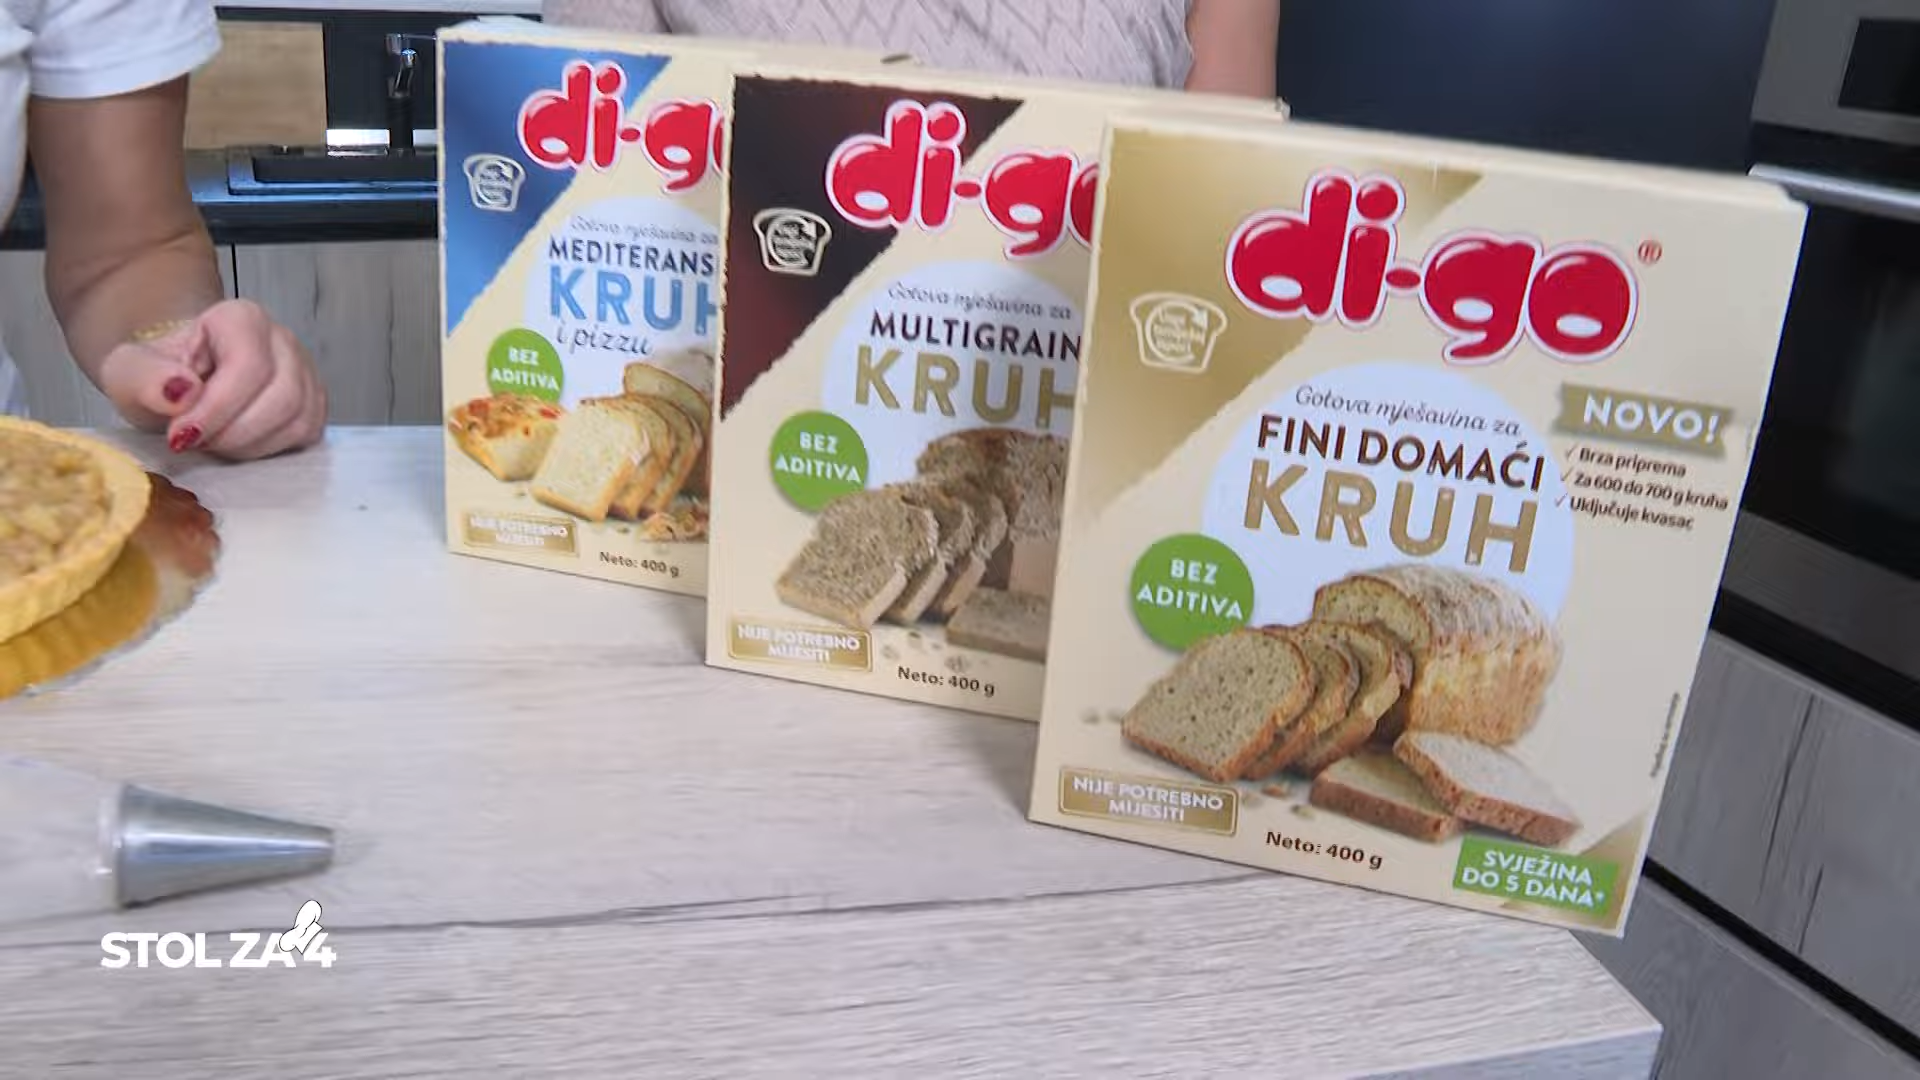 di-go
Gotova mješavina za
MEDITERANS
KRUH
i pizzu
BEZ
ADITIVA
NIJE POTREBNO
MIJESITI
Neto: 400 g
di-go
Gotova mješavina za
MULTIGRAIN
KRUH
BEZ
ADITIVA
NIJE POTREBNO
MIJESITI
Neto: 400 g
di-go®
Gotova mješavina za
FINI DOMAĆI
KRUH
NOVO!
✓ Brza priprema
✓ Za 600 do 700 g kruha
✓ Uključuje kvasac
BEZ
ADITIVA
NIJE POTREBNO
MIJESITI
Neto: 400 g
SVJEŽINA
DO 5 DANA*
STOL ZA 4